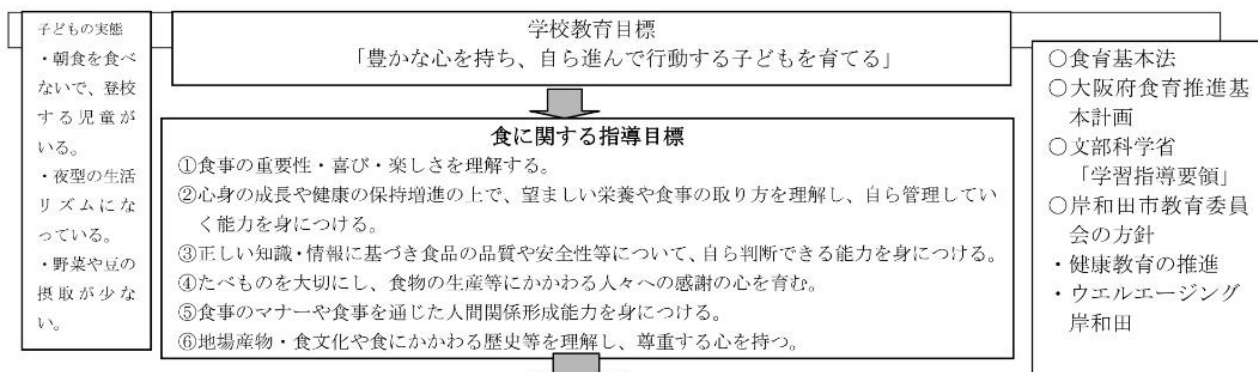 子どもの実態
・朝食を食べ
ないで、登校
する児童が
いる。
・夜型の生活
リズムにな
っている。
・野菜や豆の
摂取が少な
い。
学校教育目標
「豊かな心を持ち、自ら進んで行動する子どもを育てる」
食に関する指導目標
①食事の重要性・喜び・楽しさを理解する。
②心身の成長や健康の保持増進の上で、望ましい栄養や食事の取り方を理解し、自ら管理してい
く能力を身につける。
③正しい知識・情報に基づき食品の品質や安全性等について、自ら判断できる能力を身につける。
④たべものを大切にし、食物の生産等にかかわる人々への感謝の心を育む。
⑤食事のマナーや食事を通じた人間関係形成能力を身につける。
⑥地場産物・食文化や食にかかわる歴史等を理解し、尊重する心を持つ。
○食育基本法
○大阪府食育推進基
本計画
○文部科学省
「学習指導要領」
○岸和田市教育委員
会の方針
・健康教育の推進
・ウエルエージング
岸和田